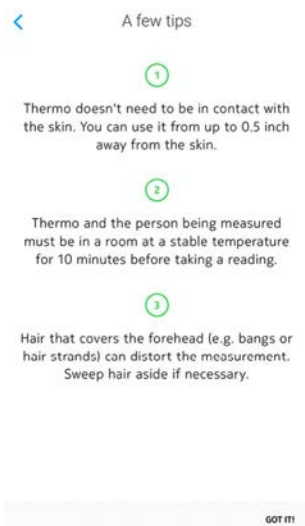 A few tips
1
Thermo doesn't need to be in contact with
the skin. You can use it from up to 0.5 inch
away from the skin.
2
Thermo and the person being measured
must be in a room at a stable temperature
for 10 minutes before taking a reading.
3
Hair that covers the forehead (e.g. bangs or
hair strands) can distort the measurement.
Sweep hair aside if necessary.
GOT IT!